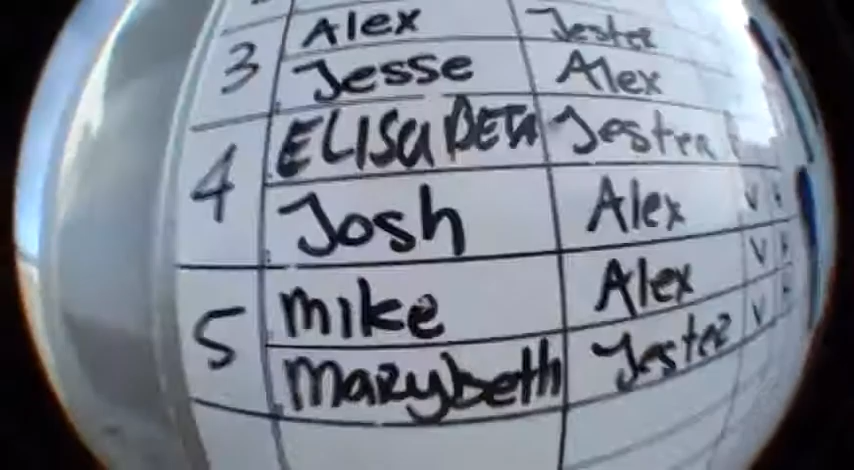 Alex Jester
3 Jesse Alex
ELISABETH Jester
4 Josh Alex
5 mike Alex
Marybeth Jester